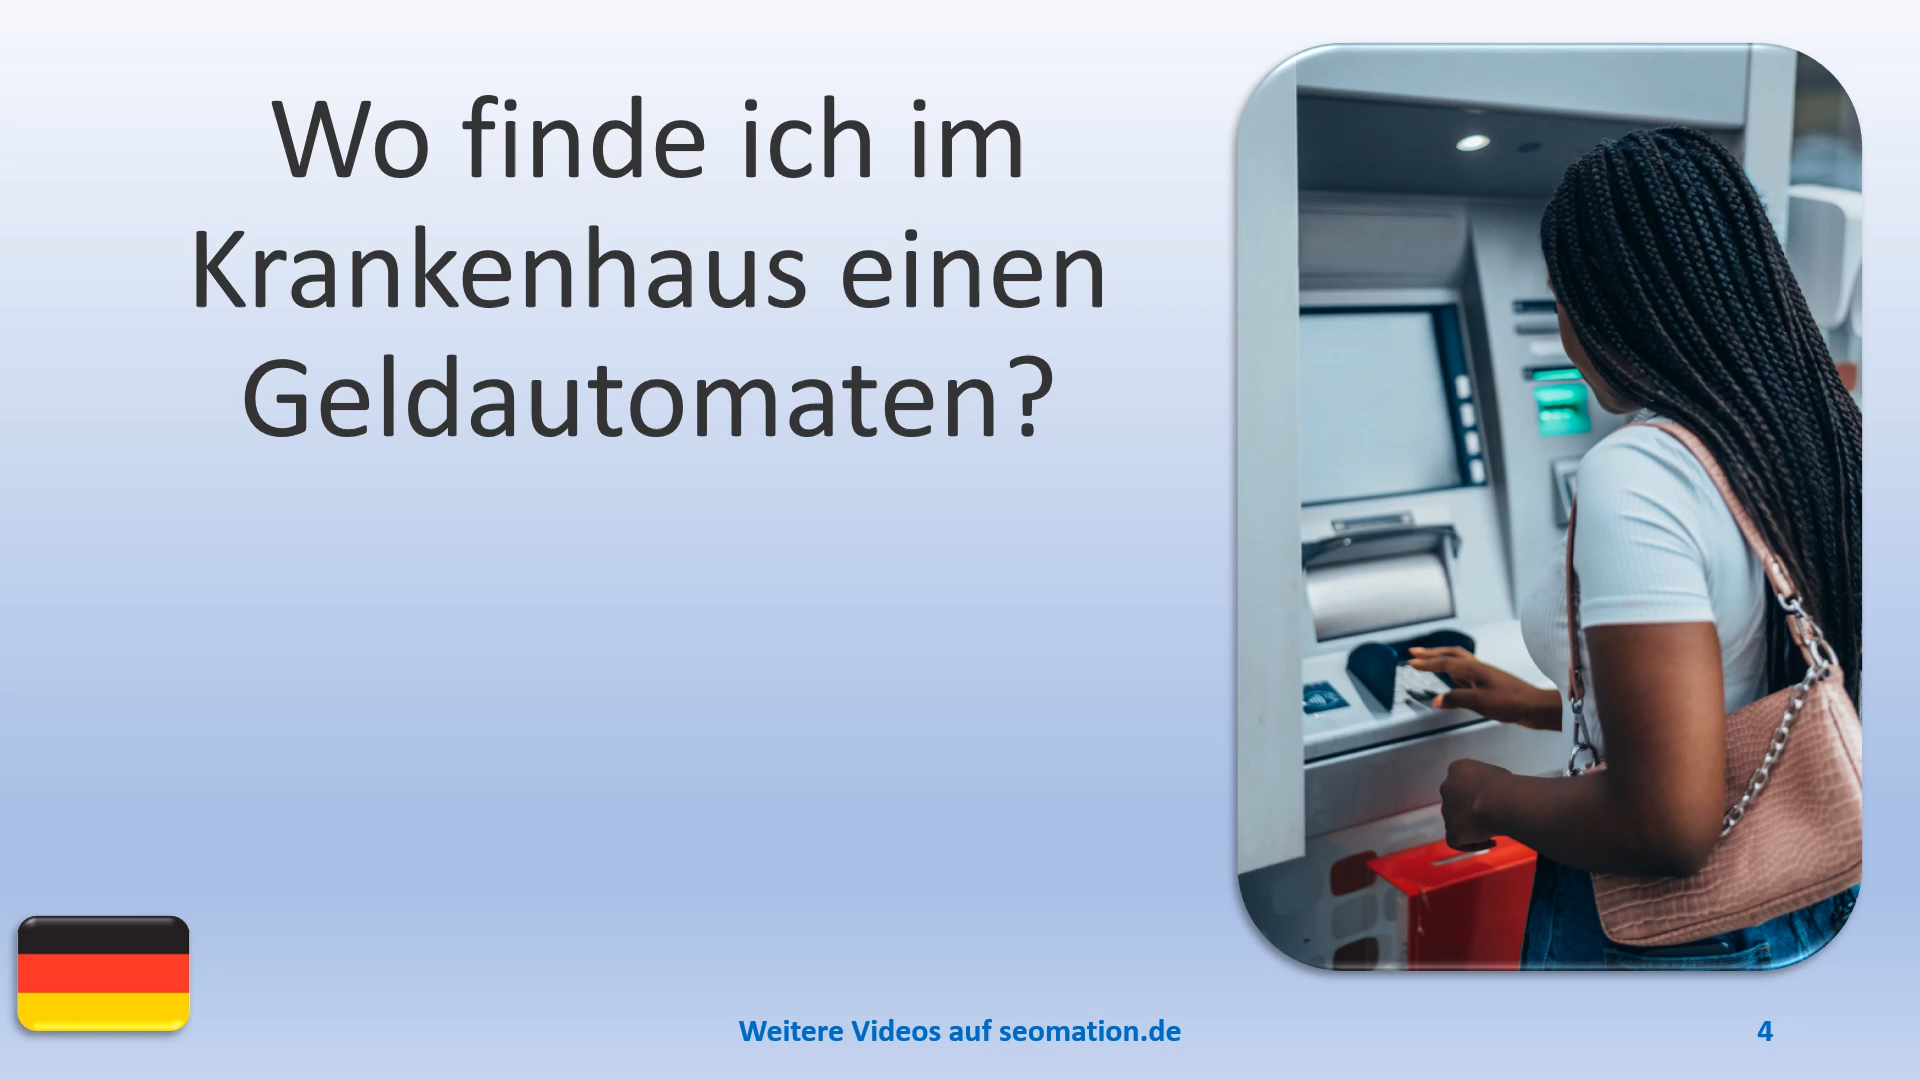 Wo finde ich im
Krankenhaus einen
Geldautomaten?
Weitere Videos auf seomation.de
4